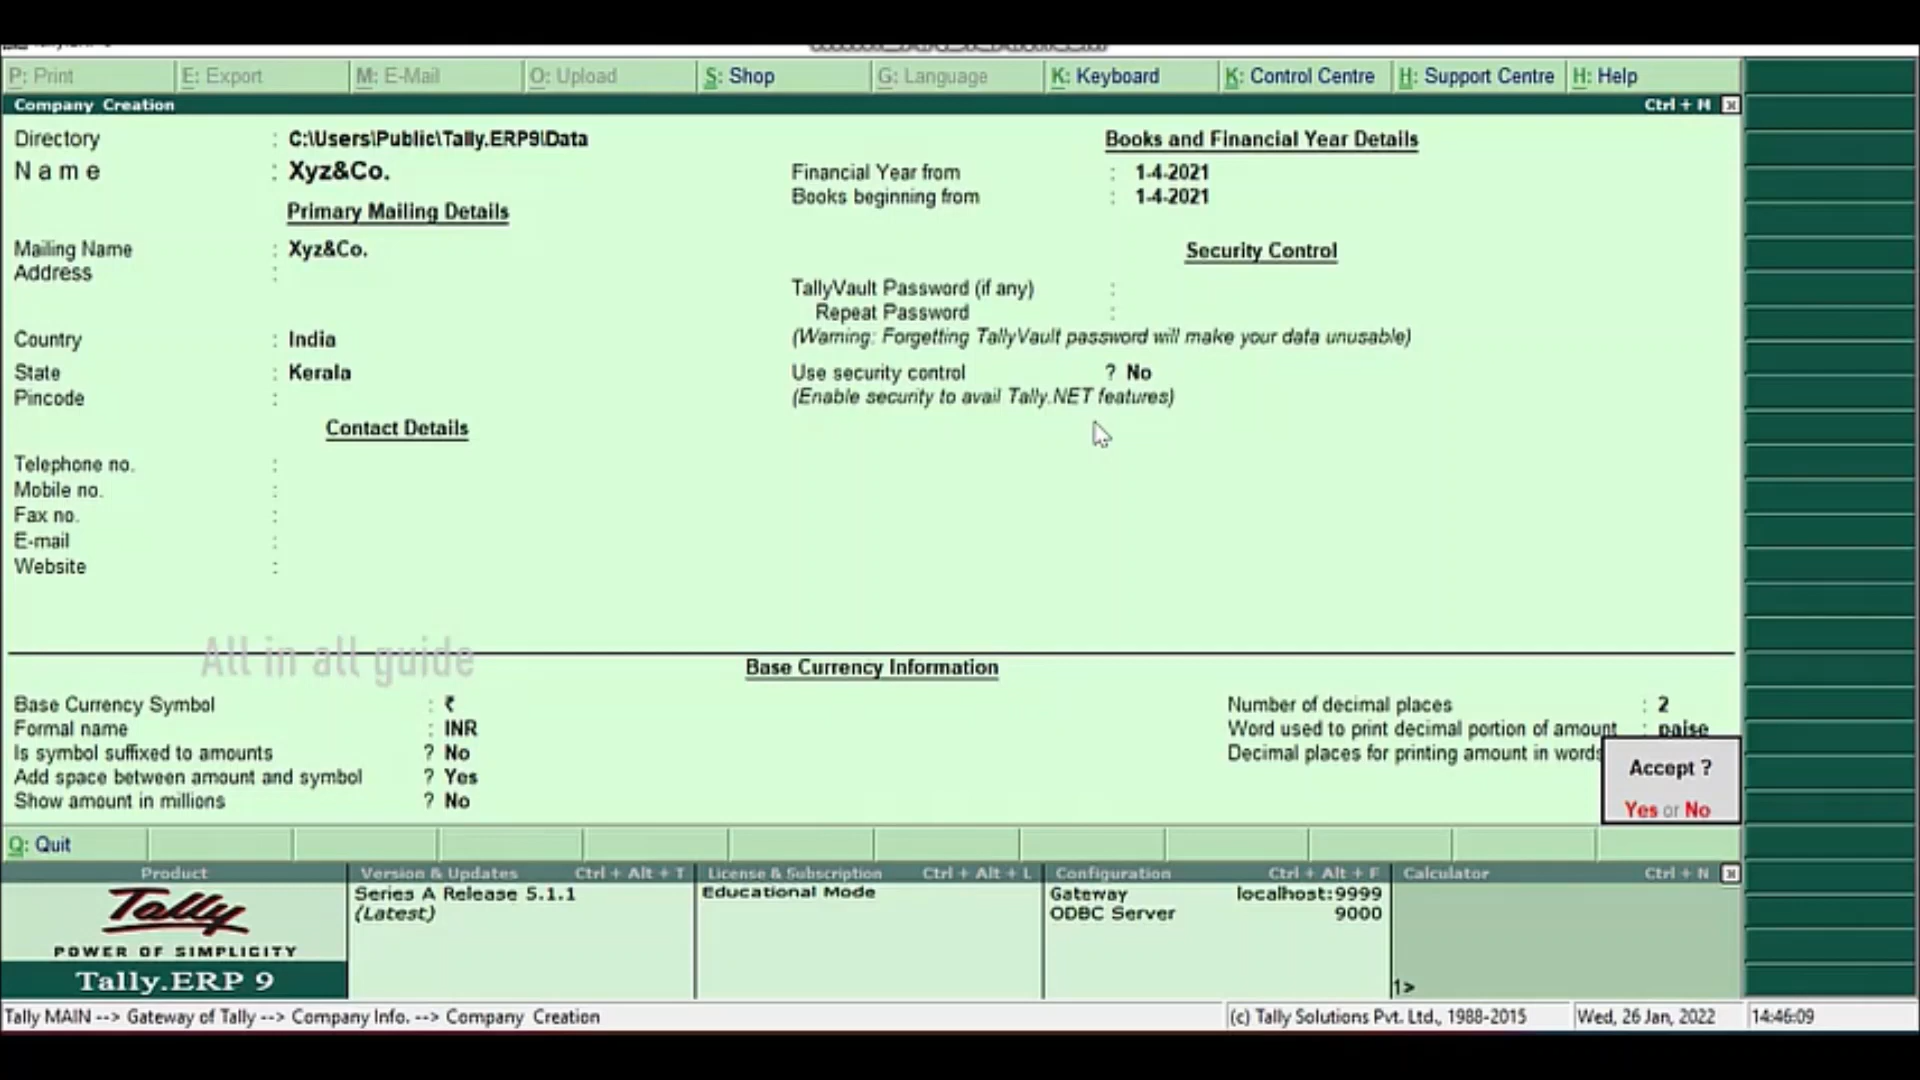 P: Print E: Export M: E-Mail O: Upload S: Shop G: Language K: Keyboard K: Control Centre H: Support Centre H: Help
Company Creation Ctrl + M
Directory : C:\Users\Public\Tally.ERP9\Data
Name : Xyz&Co.
Primary Mailing Details
Mailing Name : Xyz&Co.
Address :
Country : India
State : Kerala
Pincode :
Contact Details
Telephone no. :
Mobile no. :
Fax no. :
E-mail :
Website :
Books and Financial Year Details
Financial Year from : 1-4-2021
Books beginning from : 1-4-2021
Security Control
TallyVault Password (if any) :
Repeat Password :
(Warning: Forgetting TallyVault password will make your data unusable)
Use security control ? No
(Enable security to avail Tally.NET features)
All in all guide
Base Currency Information
Base Currency Symbol : ₹
Formal name : INR
Is symbol suffixed to amounts ? No
Add space between amount and symbol ? Yes
Show amount in millions ? No
Number of decimal places : 2
Word used to print decimal portion of amount : paise
Decimal places for printing amount in words
Accept ?
Yes or No
Q: Quit
Product
Tally
POWER OF SIMPLICITY
Tally.ERP 9
Version & Updates Ctrl + Alt + T
Series A Release 5.1.1
(Latest)
License & Subscription Ctrl + Alt + L
Educational Mode
Configuration Ctrl + Alt + F
Gateway localhost:9999
ODBC Server 9000
Calculator Ctrl + N
1>
Tally MAIN --> Gateway of Tally --> Company Info. --> Company Creation (c) Tally Solutions Pvt. Ltd., 1988-2015 Wed, 26 Jan, 2022 14:46:09